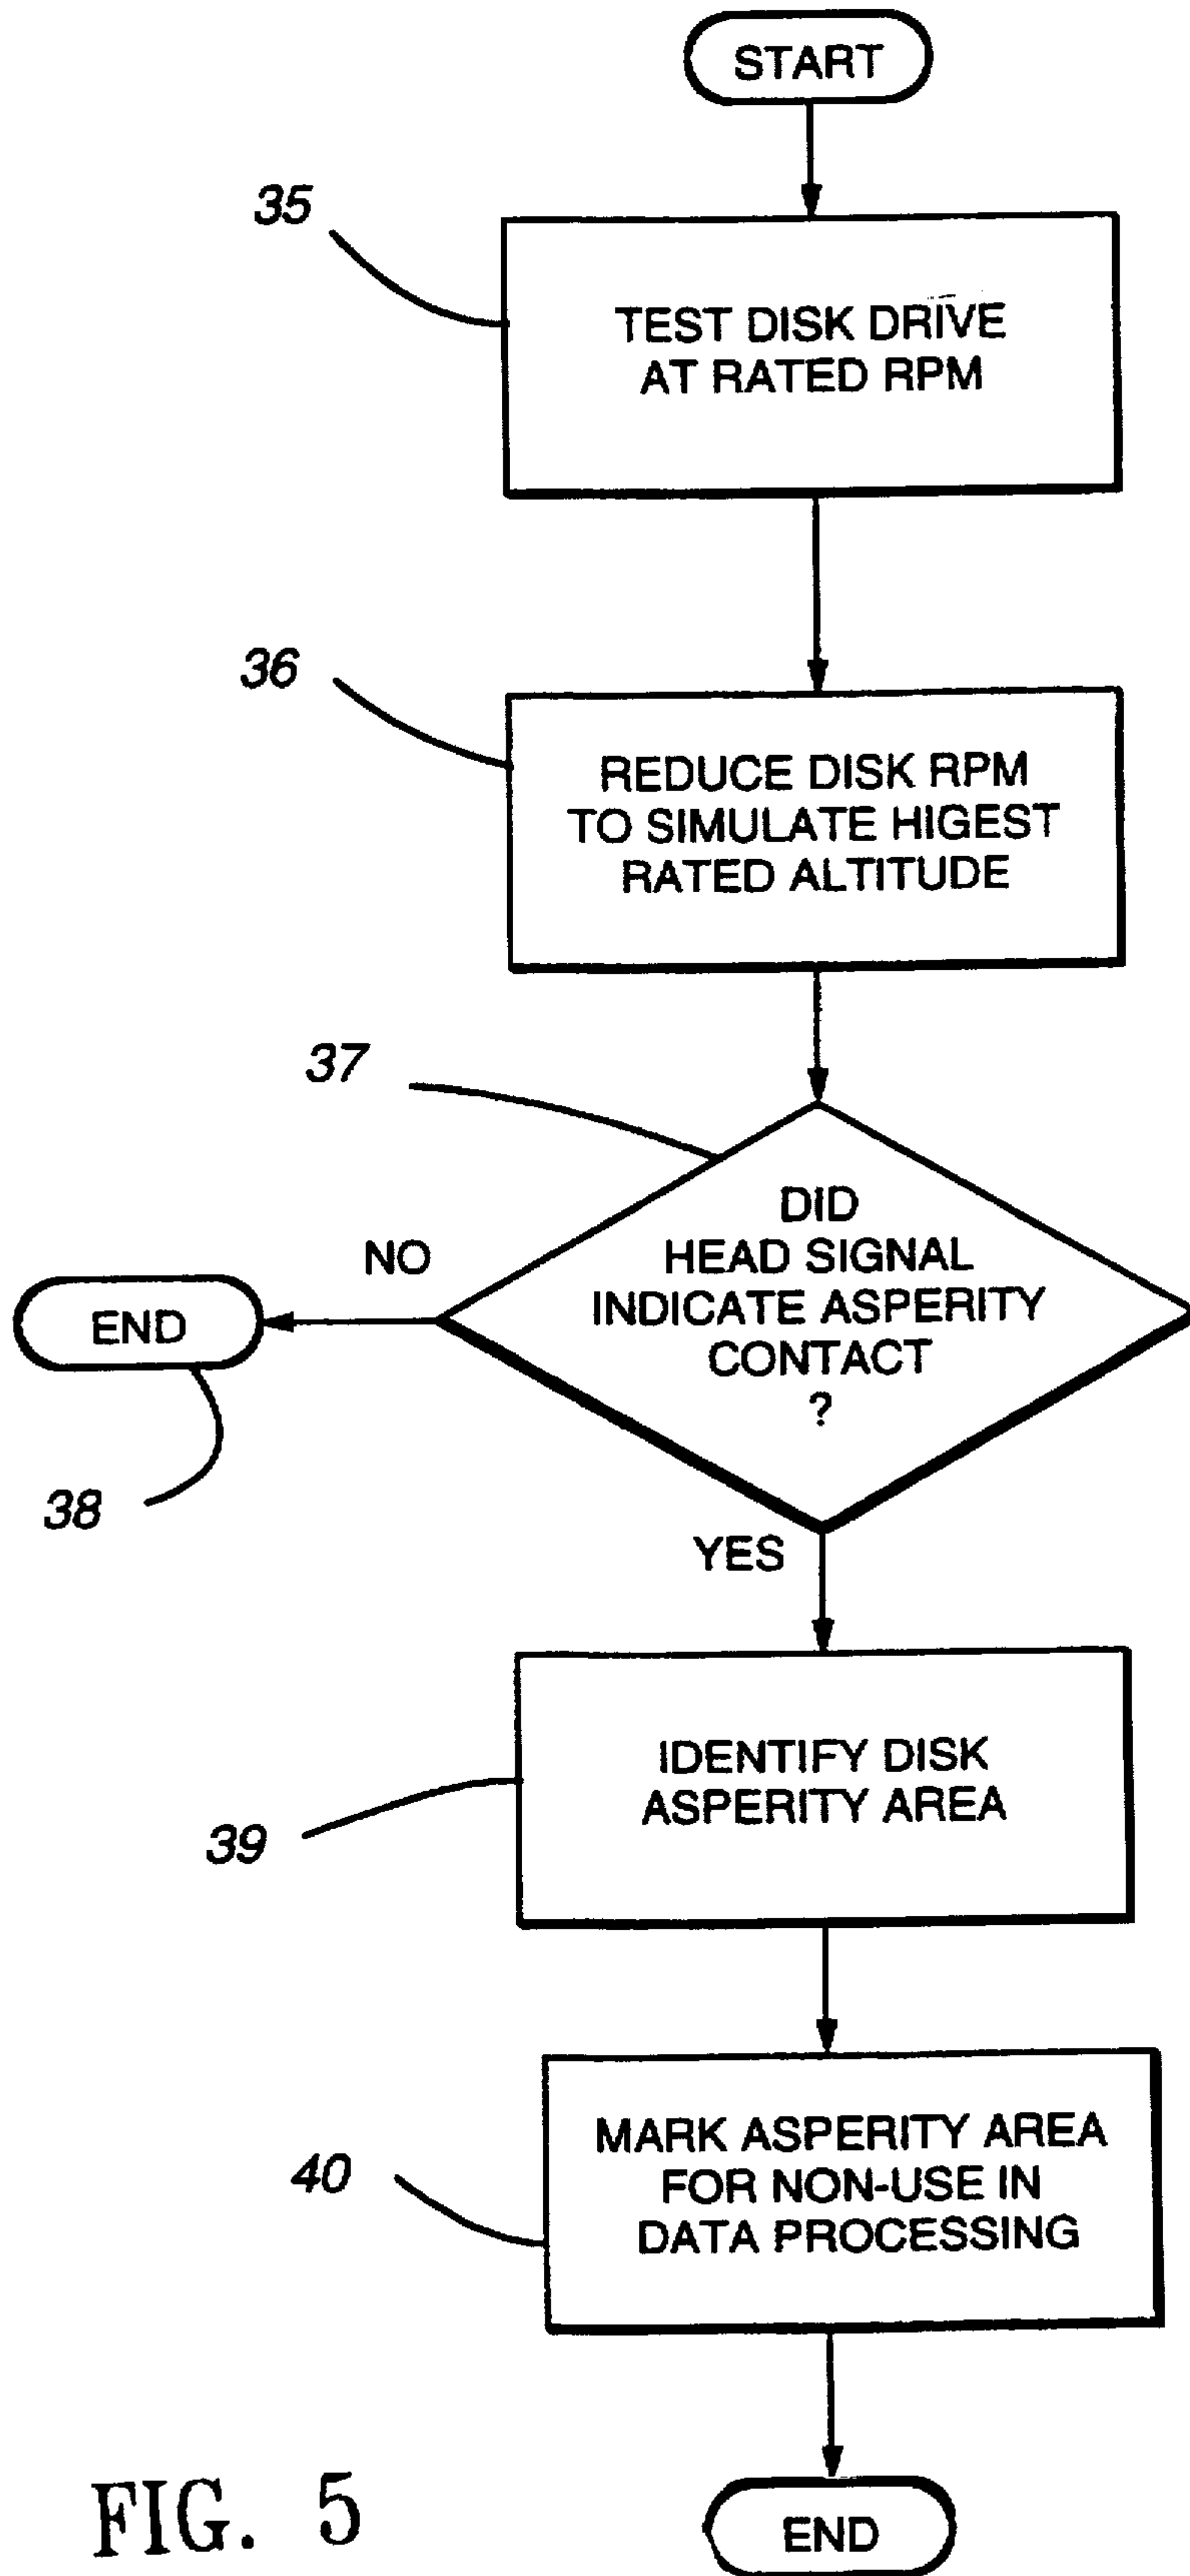 START
35
TEST DISK DRIVE
AT RATED RPM
36
REDUCE DISK RPM
TO SIMULATE HIGEST
RATED ALTITUDE
37
DID
HEAD SIGNAL
INDICATE ASPERITY
CONTACT
?
NO
END
38
YES
IDENTIFY DISK
ASPERITY AREA
39
MARK ASPERITY AREA
FOR NON-USE IN
DATA PROCESSING
40
END
FIG. 5